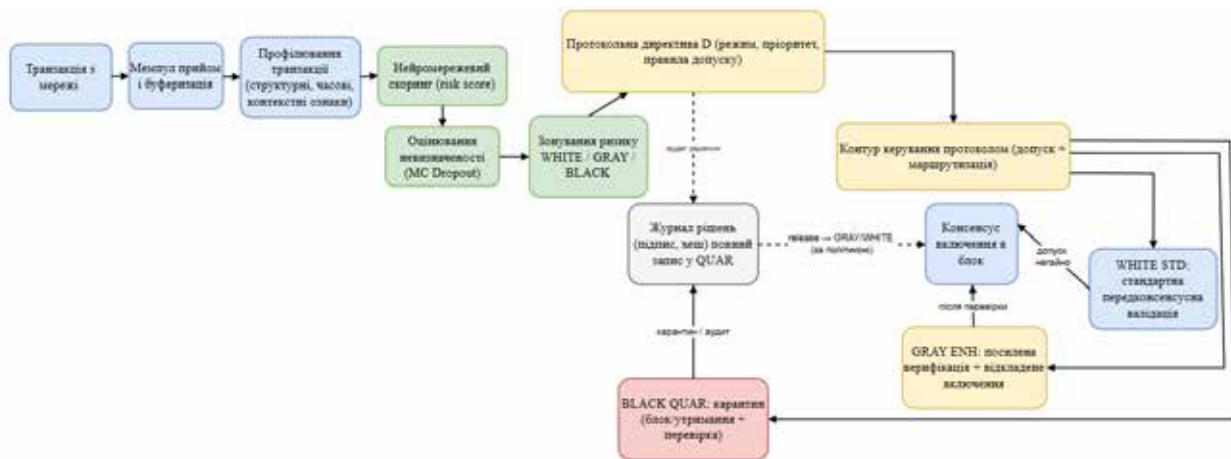 Транзакція з
мережі
Мемпул прийом
і буферизація
Профілювання
транзакції
(структурні, часові,
контекстні ознаки)
Нейромережевий
скоринг (risk score)
Оцінювання
невизначеності
(MC Dropout)
Зонування ризику
WHITE / GRAY /
BLACK
Протокольна директива D (режим, пріоритет,
правила допуску)
Контур керування протоколом (допуск +
маршрутизація)
аудит рішення
Журнал рішень
(підпис, хеш) повний
запис у QUAR
release → GRAY/WHITE
(за політикою)
Консенсус
включення в
блок
допуск
негайно
WHITE STD:
стандартна
передконсенсусна
валідація
після перевірки
GRAY ENH: посилена
верифікація + відкладене
включення
карантин / аудит
BLACK QUAR: карантин
(блок/утримання +
перевірка)